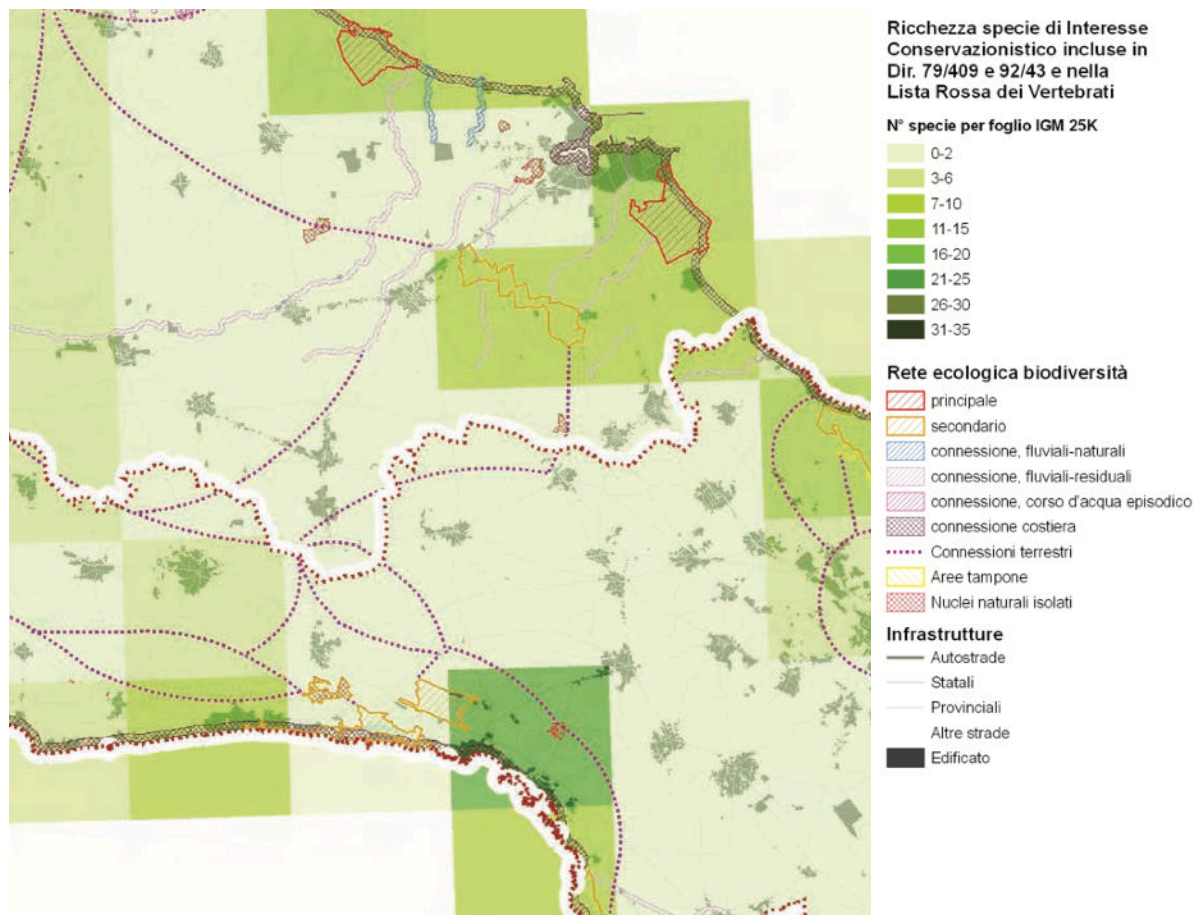 Ricchezza specie di Interesse
Conservazionistico incluse in
Dir. 79/409 e 92/43 e nella
Lista Rossa dei Vertebrati
N° specie per foglio IGM 25K
0-2
3-6
7-10
11-15
16-20
21-25
26-30
31-35
Rete ecologica biodiversità
principale
secondario
connessione, fluviali-naturali
connessione, fluviali-residuali
connessione, corso d'acqua episodico
connessione costiera
Connessioni terrestri
Aree tampone
Nuclei naturali isolati
Infrastrutture
Autostrade
Statali
Provinciali
Altre strade
Edificato